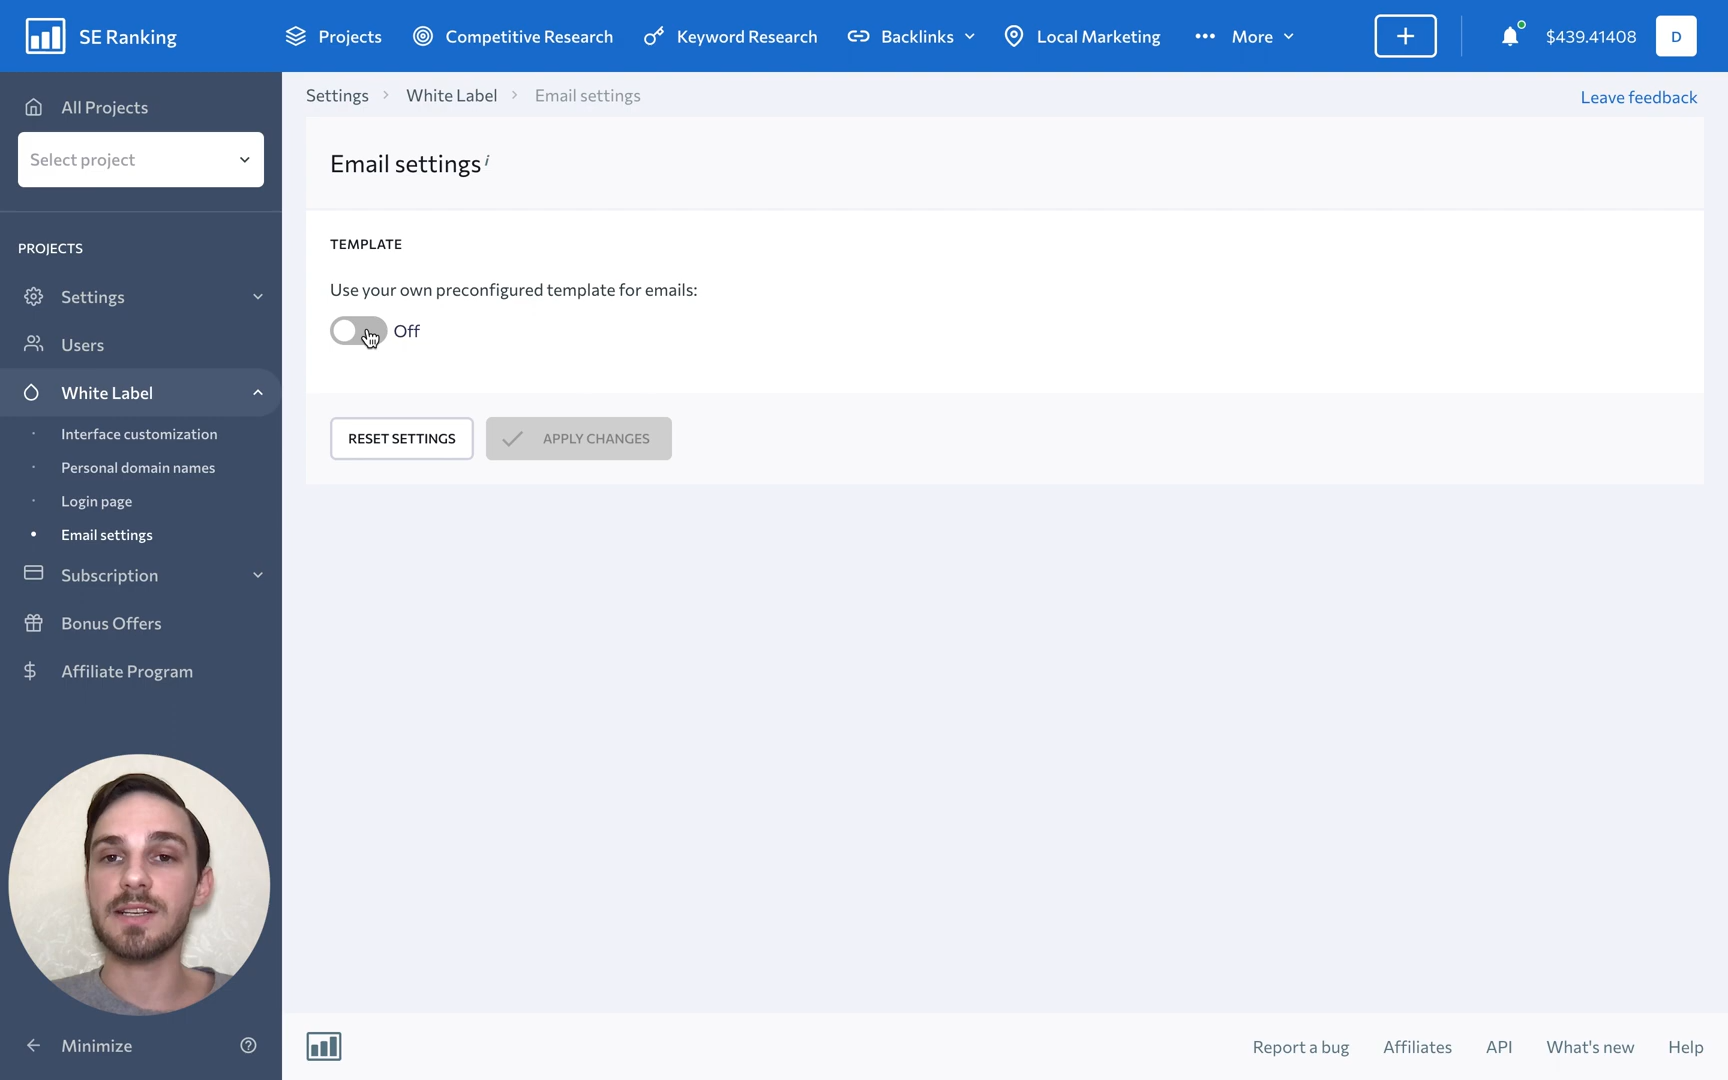 SE Ranking
Projects
Competitive Research
Keyword Research
Backlinks
Local Marketing
More
+
$439.41408
D
All Projects
Select project
PROJECTS
Settings
Users
White Label
Interface customization
Personal domain names
Login page
Email settings
Subscription
Bonus Offers
Affiliate Program
Minimize
Settings > White Label > Email settings
Leave feedback
Email settings i
TEMPLATE
Use your own preconfigured template for emails:
Off
RESET SETTINGS
APPLY CHANGES
Report a bug
Affiliates
API
What's new
Help